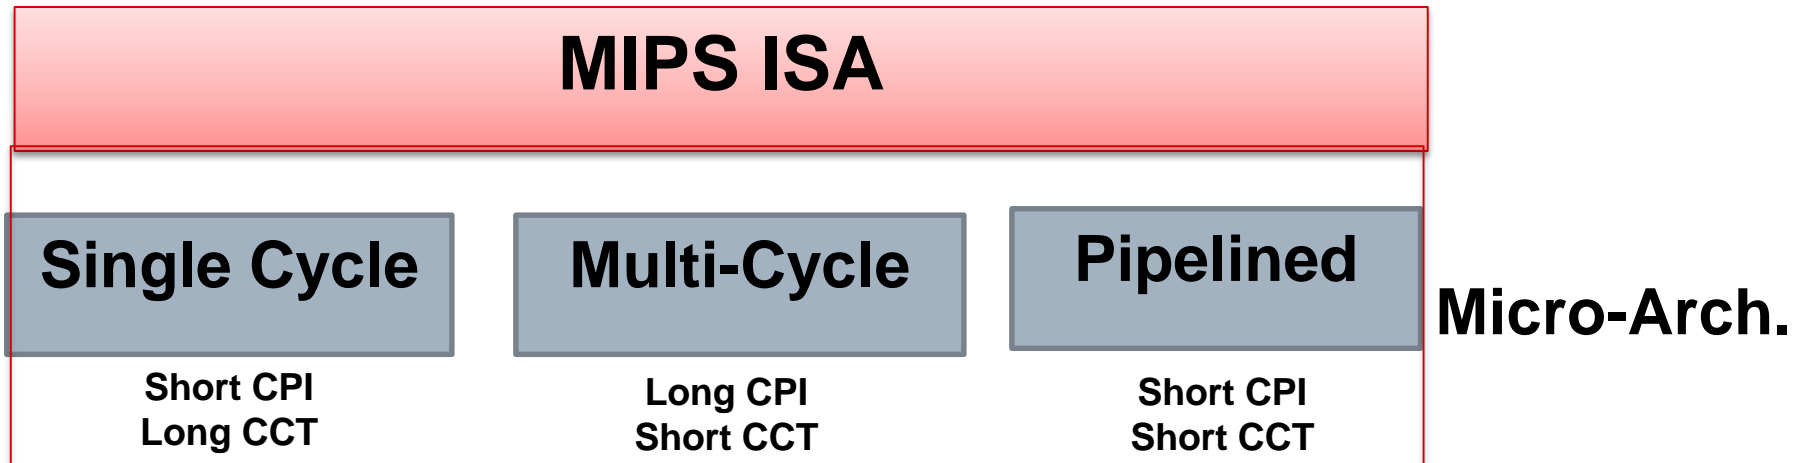 MIPS ISA
Single Cycle
Multi-Cycle
Pipelined
Micro-Arch.
Short CPI
Long CCT
Long CPI
Short CCT
Short CPI
Short CCT